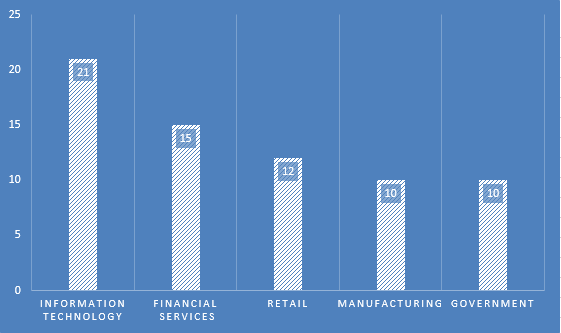 25
20
15
10
5
0
21
15
12
10
10
INFORMATION TECHNOLOGY
FINANCIAL SERVICES
RETAIL
MANUFACTURING
GOVERNMENT